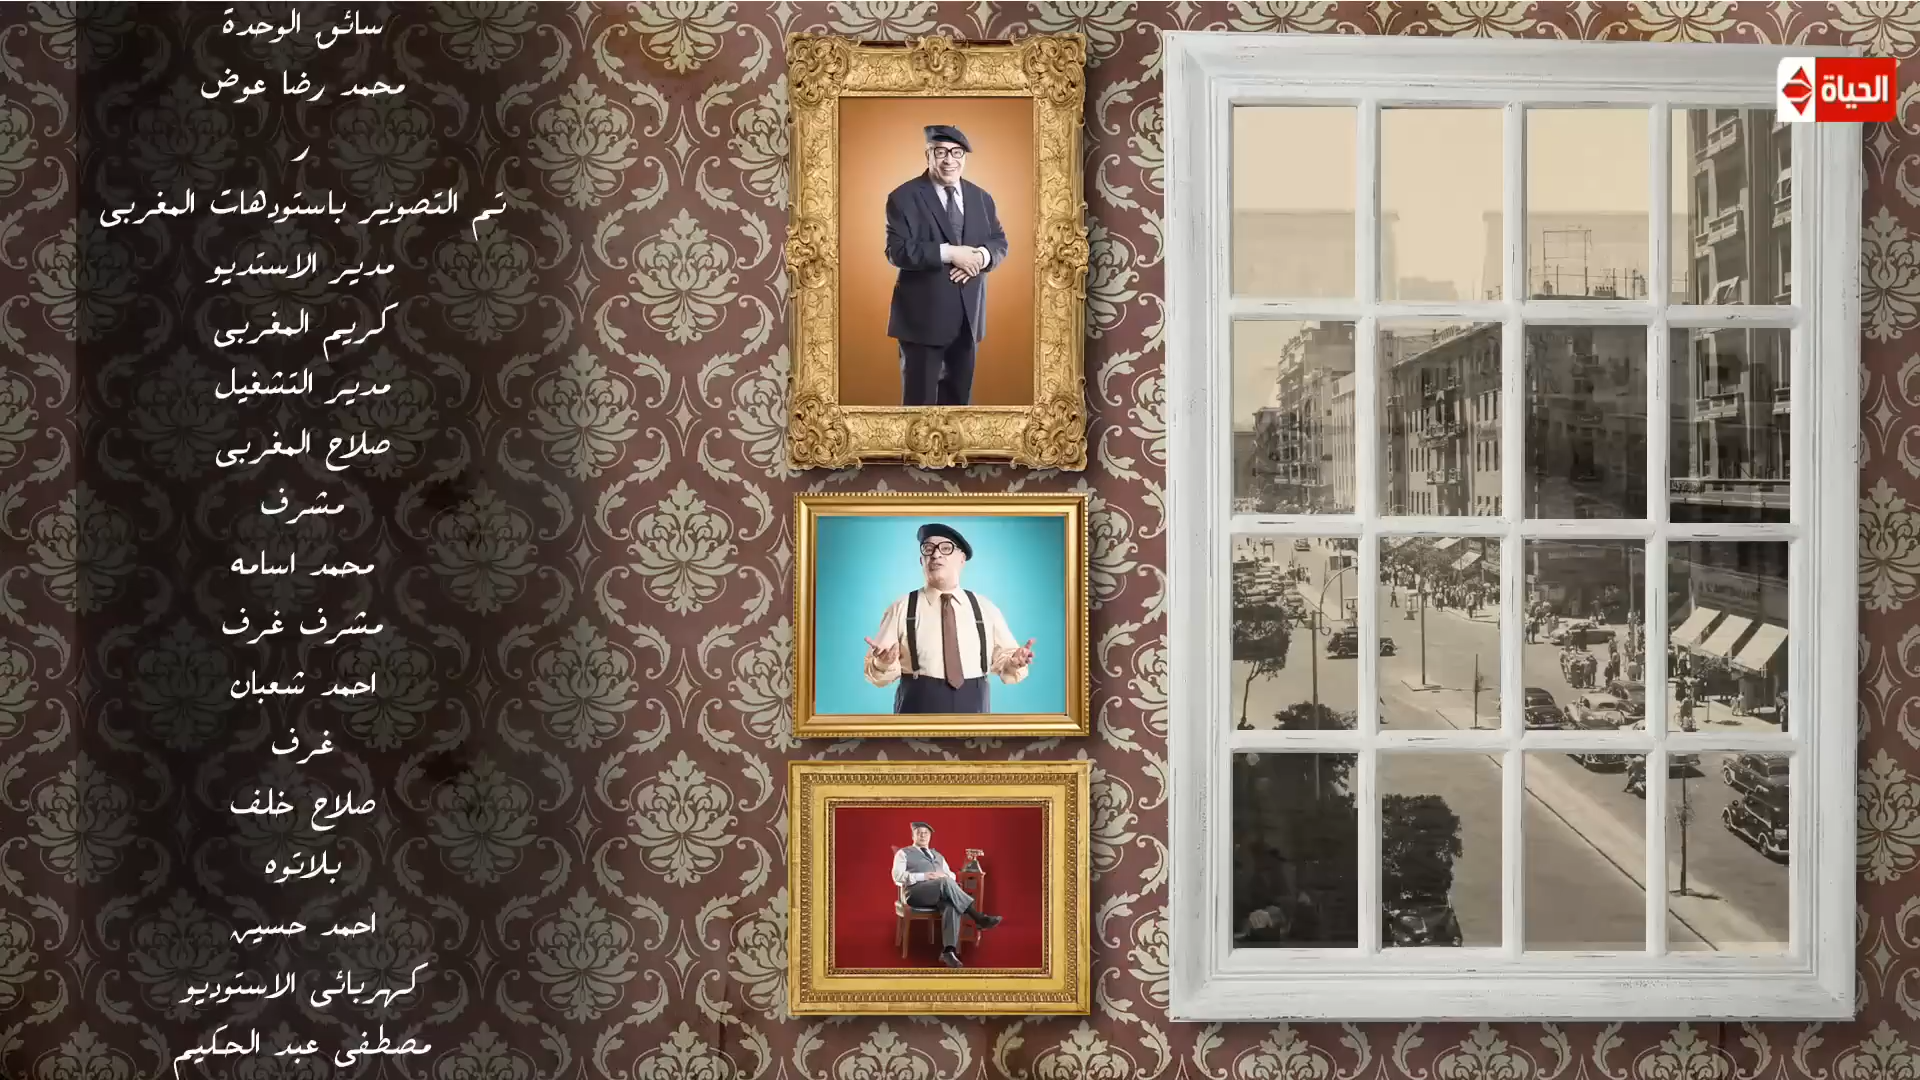 سائق الوحدة
محمد رضا عوض
ر
تم التصوير باستودهات المغربى
مدير الاستديو
كريم المغربى
مدير التشغيل
صلاح المغربى
مشرف
محمد اسامه
مشرف غرف
احمد شعبان
غرف
صلاح خلف
بلاتوه
احمد حسين
كهربائى الاستوديو
مصطفى عبد الحكيم
الحياة